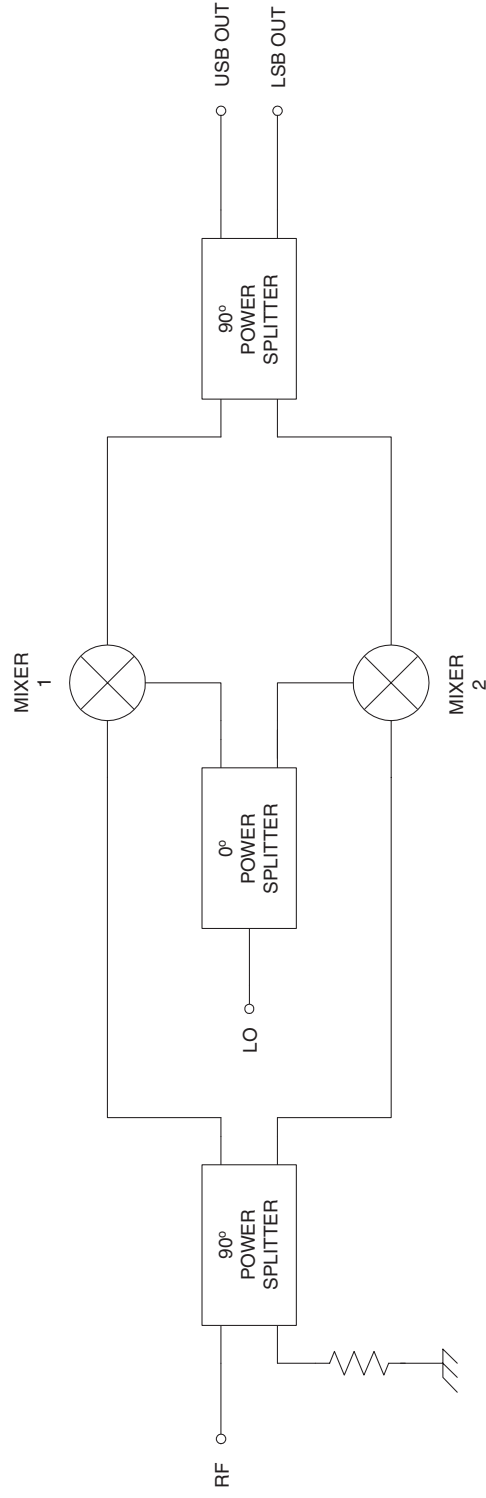 RF
90°
POWER
SPLITTER
LO
0°
POWER
SPLITTER
MIXER
1
MIXER
2
90°
POWER
SPLITTER
USB OUT
LSB OUT